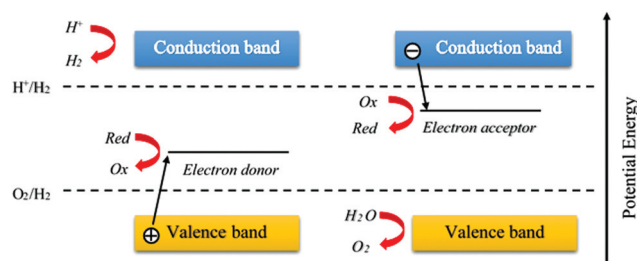 H⁺
H₂
Conduction band
⊖ Conduction band
H⁺/H₂
Ox
Red
Electron acceptor
Red
Ox
Electron donor
O₂/H₂
⊕ Valence band
H₂O
O₂
Valence band
Potential Energy